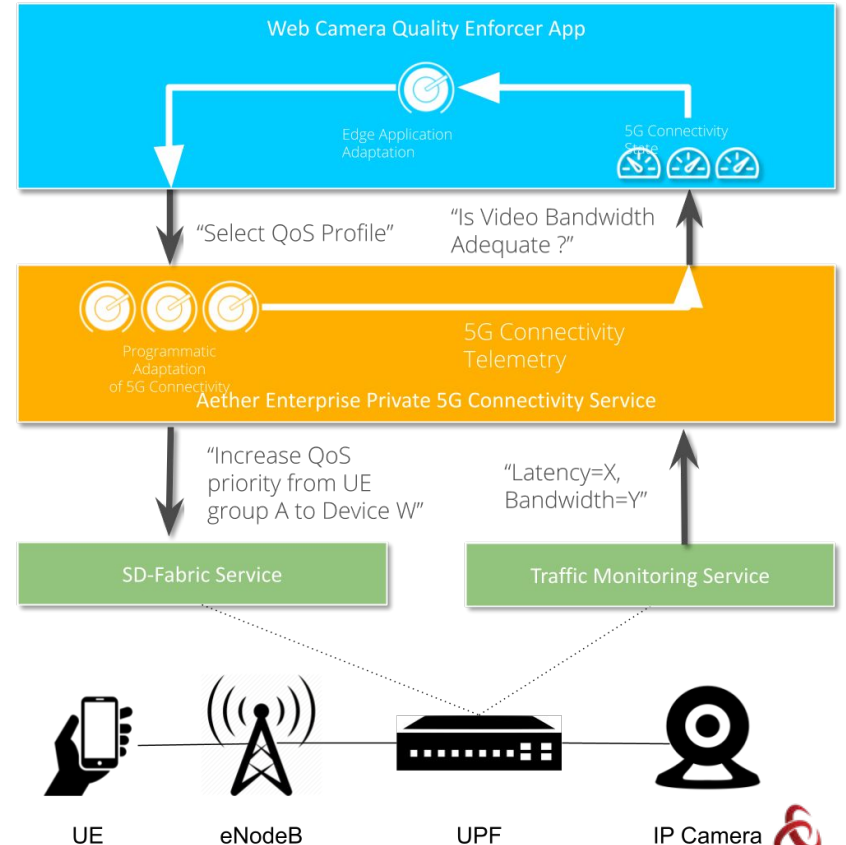 Web Camera Quality Enforcer App
Edge Application
Adaptation
5G Connectivity
State
“Select QoS Profile”
“Is Video Bandwidth
Adequate ?”
Programmatic
Adaptation
of 5G Connectivity
5G Connectivity
Telemetry
Aether Enterprise Private 5G Connectivity Service
“Increase QoS
priority from UE
group A to Device W”
“Latency=X,
Bandwidth=Y”
SD-Fabric Service
Traffic Monitoring Service
UE
eNodeB
UPF
IP Camera